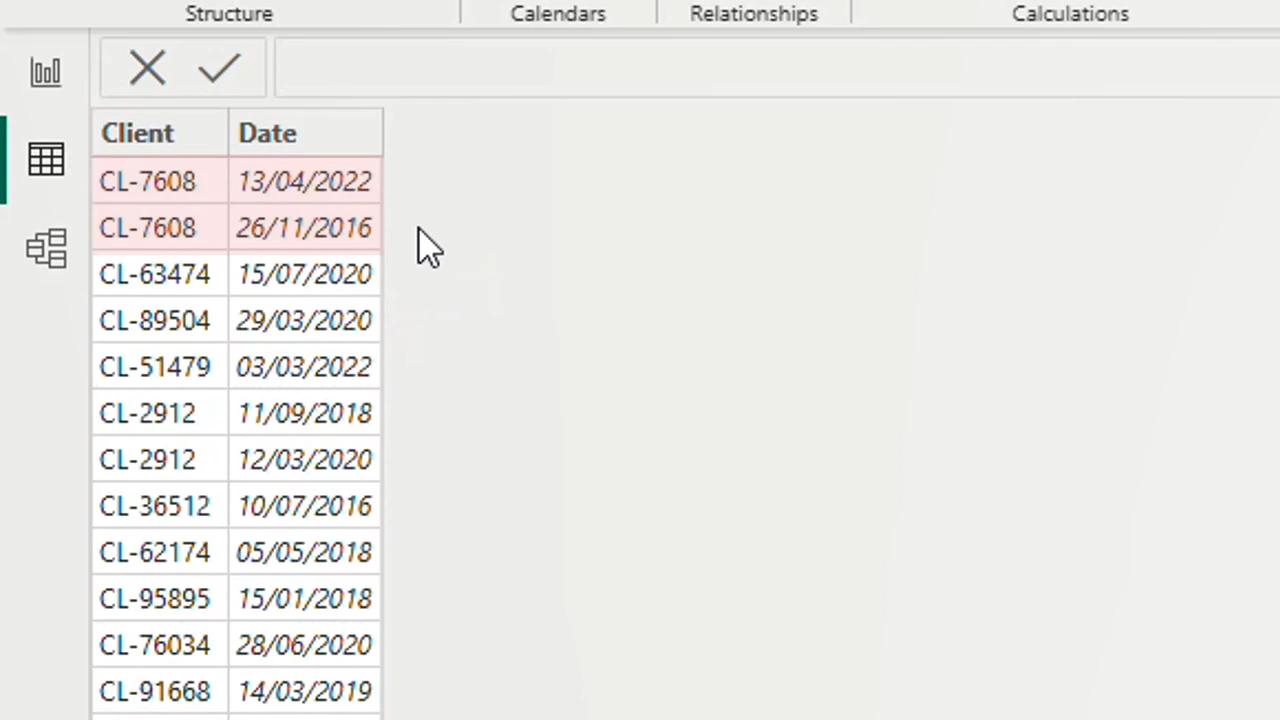 Structure Calendars Relationships Calculations
Client Date
CL-7608 13/04/2022
CL-7608 26/11/2016
CL-63474 15/07/2020
CL-89504 29/03/2020
CL-51479 03/03/2022
CL-2912 11/09/2018
CL-2912 12/03/2020
CL-36512 10/07/2016
CL-62174 05/05/2018
CL-95895 15/01/2018
CL-76034 28/06/2020
CL-91668 14/03/2019